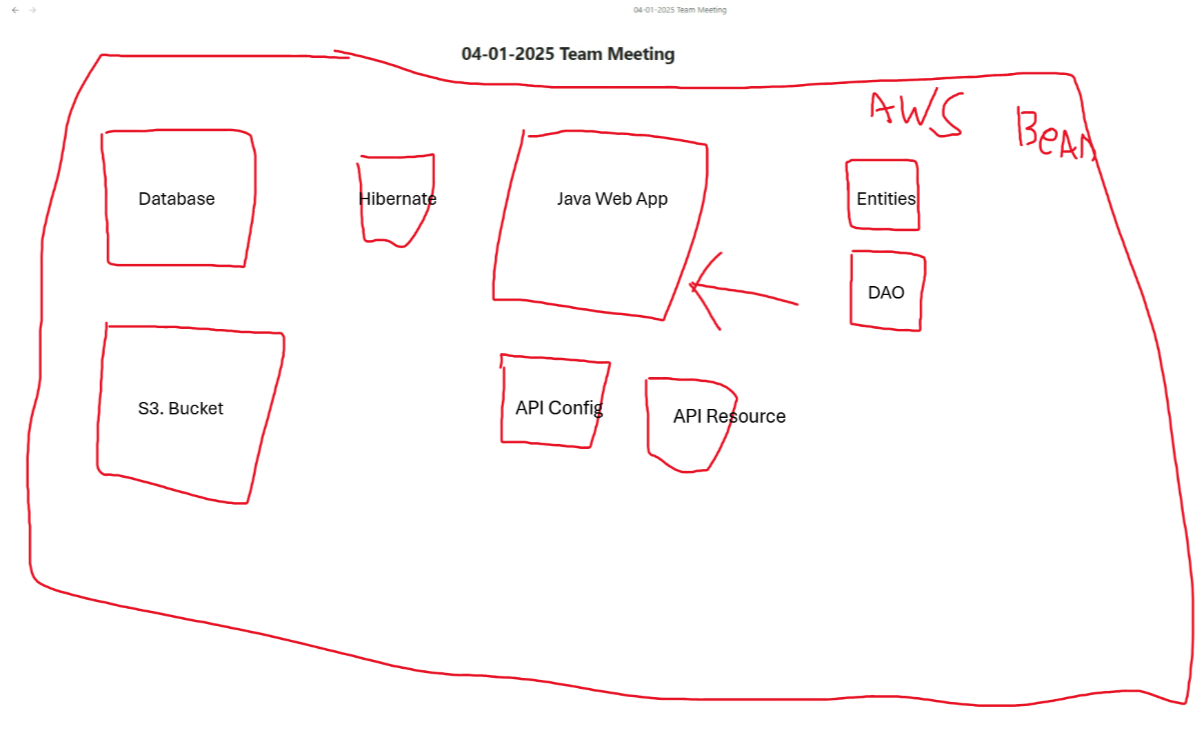 04-01-2025 Team Meeting
04-01-2025 Team Meeting
AWS BeAN
Database
Hibernate
Java Web App
Entities
DAO
S3. Bucket
API Config
API Resource